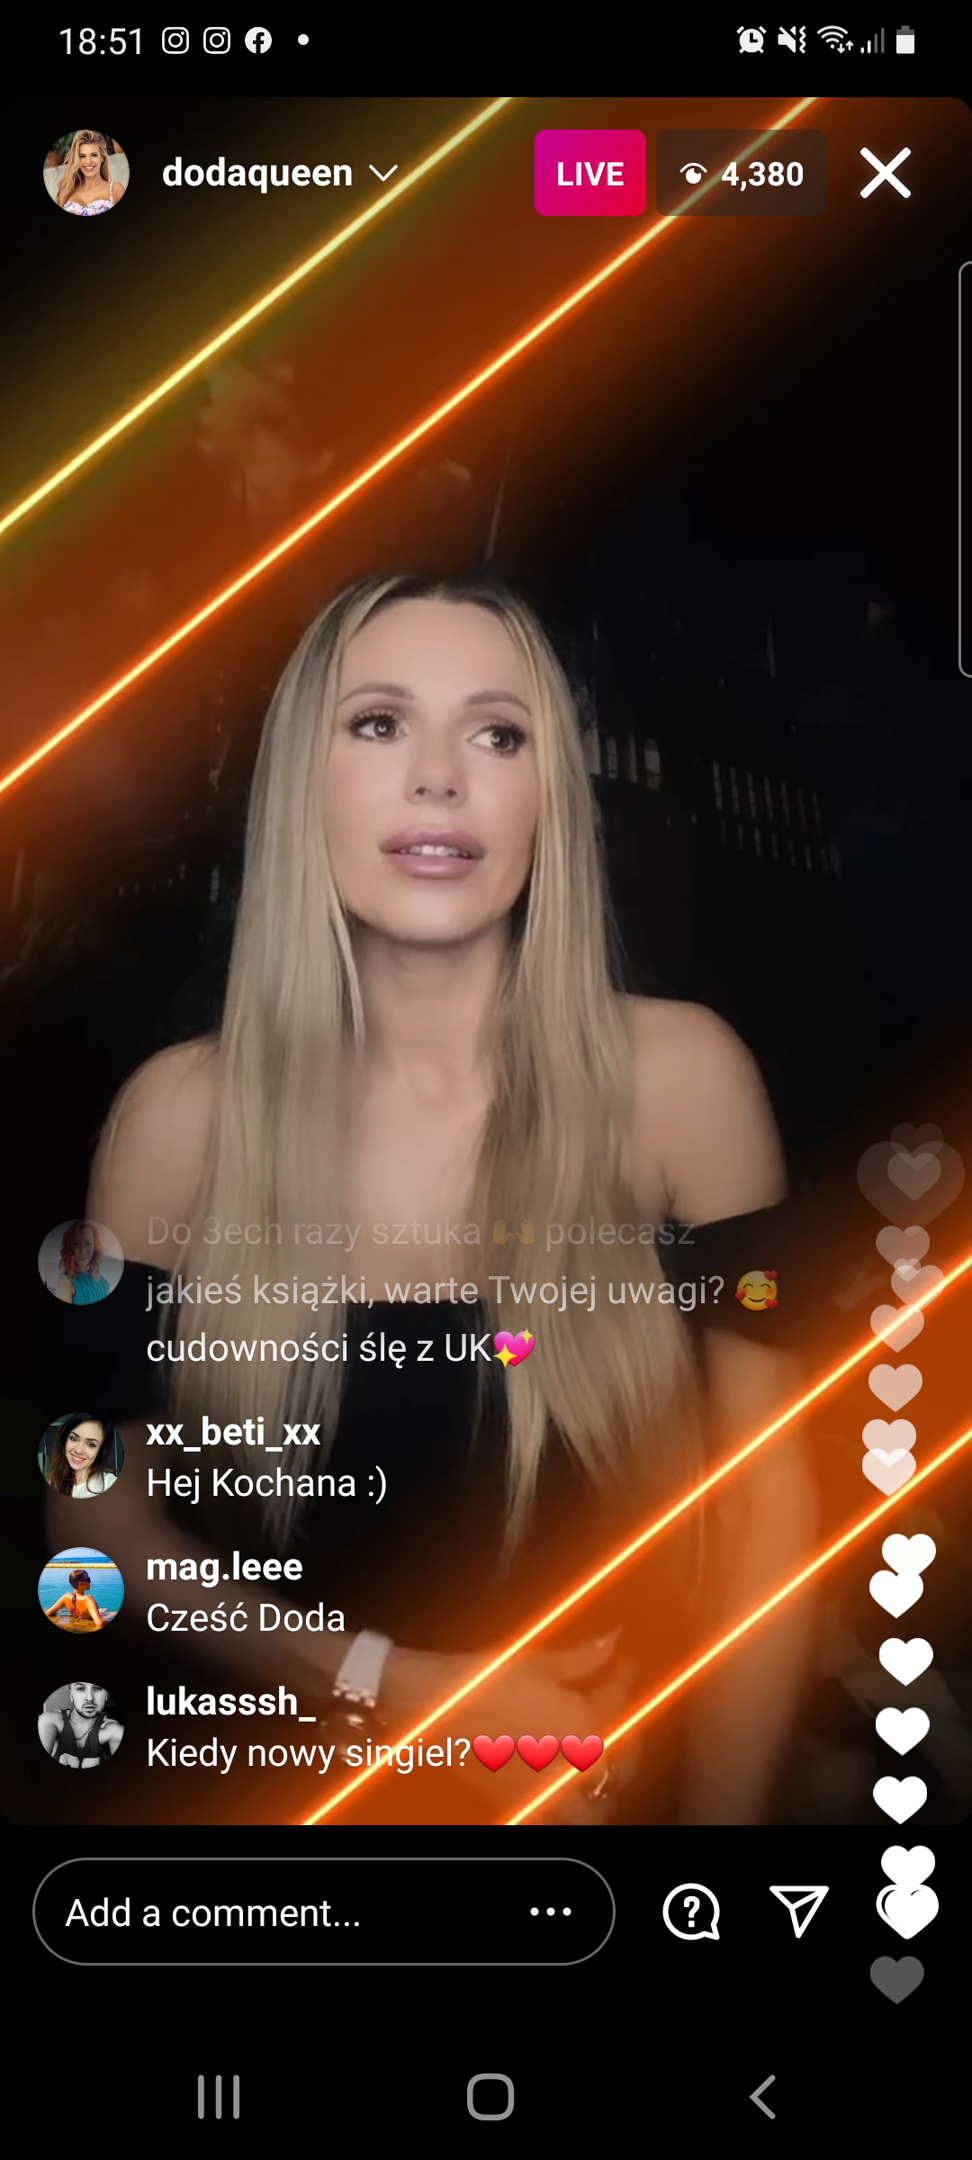 18:51
dodaqueen
LIVE
4,380
Do 3ech razy sztuka 🙌 polecasz
jakieś książki, warte Twojej uwagi? 🥰
cudowności ślę z UK💖
xx_beti_xx
Hej Kochana :)
mag.leee
Cześć Doda
lukasssh_
Kiedy nowy singiel?❤️❤️❤️
Add a comment...